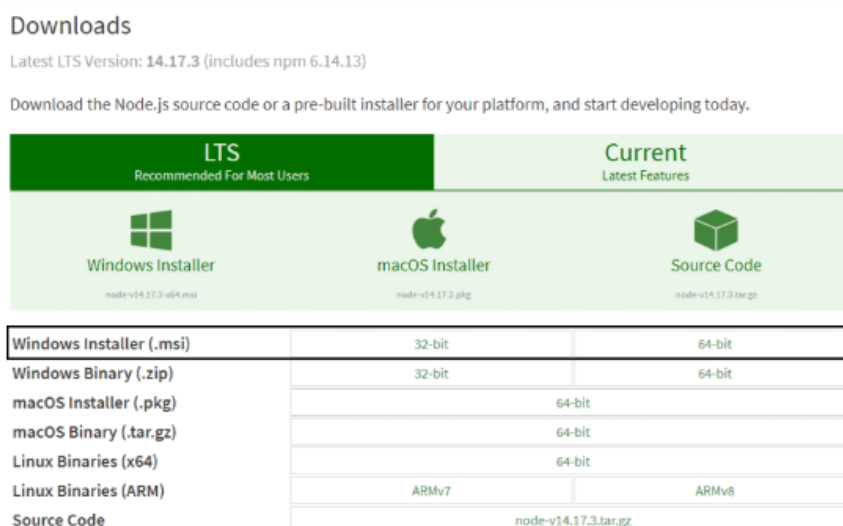 Downloads
Latest LTS Version: 14.17.3 (includes npm 6.14.13)
Download the Node.js source code or a pre-built installer for your platform, and start developing today.
LTS
Recommended For Most Users
Current
Latest Features
Windows Installer
node-v14.17.3-x64.msi
macOS Installer
node-v14.17.3.pkg
Source Code
node-v14.17.3.tar.gz
Windows Installer (.msi) 32-bit 64-bit
Windows Binary (.zip) 32-bit 64-bit
macOS Installer (.pkg) 64-bit
macOS Binary (.tar.gz) 64-bit
Linux Binaries (x64) 64-bit
Linux Binaries (ARM) ARMv7 ARMv8
Source Code node-v14.17.3.tar.gz